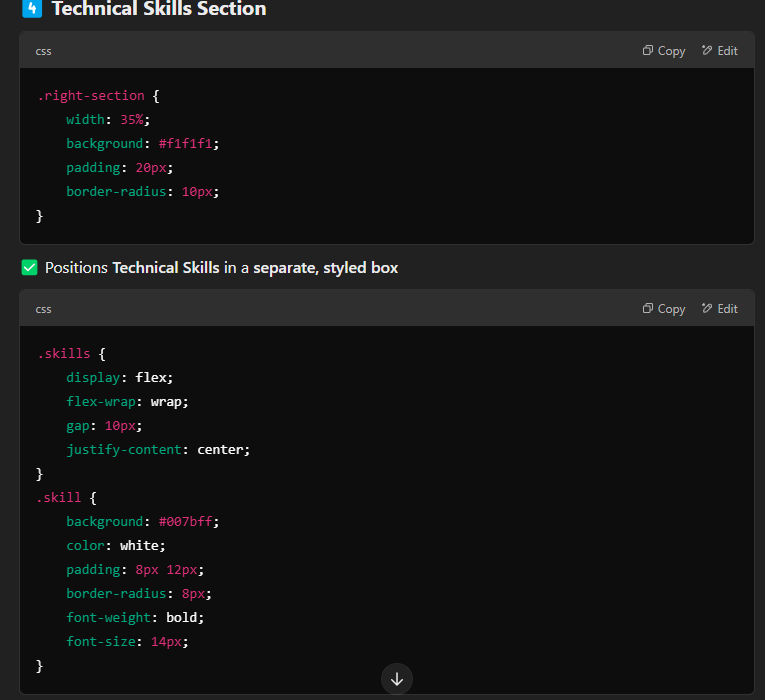 4 Technical Skills Section
css Copy Edit
.right-section {
    width: 35%;
    background: #f1f1f1;
    padding: 20px;
    border-radius: 10px;
}
✅ Positions Technical Skills in a separate, styled box
css Copy Edit
.skills {
    display: flex;
    flex-wrap: wrap;
    gap: 10px;
    justify-content: center;
}
.skill {
    background: #007bff;
    color: white;
    padding: 8px 12px;
    border-radius: 8px;
    font-weight: bold;
    font-size: 14px;
}